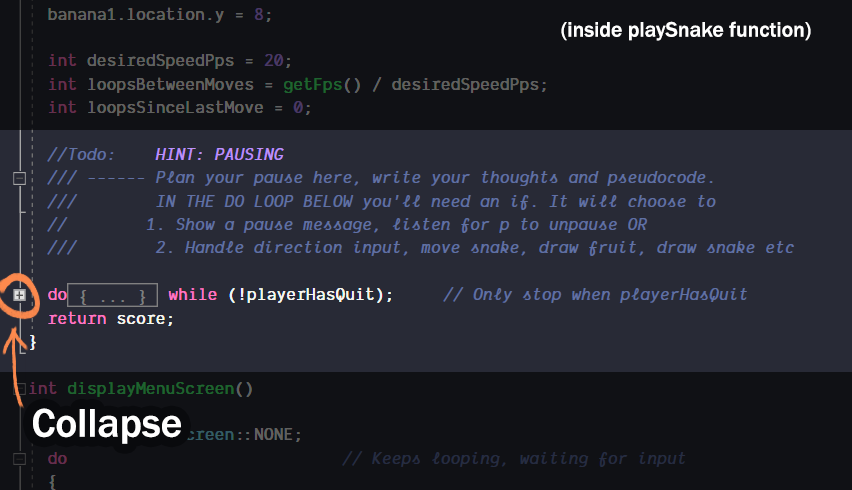 banana1.location.y = 8;
(inside playSnake function)
int desiredSpeedPps = 20;
int loopsBetweenMoves = getFps() / desiredSpeedPps;
int loopsSinceLastMove = 0;
//Todo: HINT: PAUSING
/// ------ Plan your pause here, write your thoughts and pseudocode.
/// IN THE DO LOOP BELOW you'll need an if. It will choose to
// 1. Show a pause message, listen for p to unpause OR
/// 2. Handle direction input, move snake, draw fruit, draw snake etc
do { ... } while (!playerHasQuit); // Only stop when playerHasQuit
return score;
}
int displayMenuScreen()
Collapse
creen::NONE;
do // Keeps looping, waiting for input
{